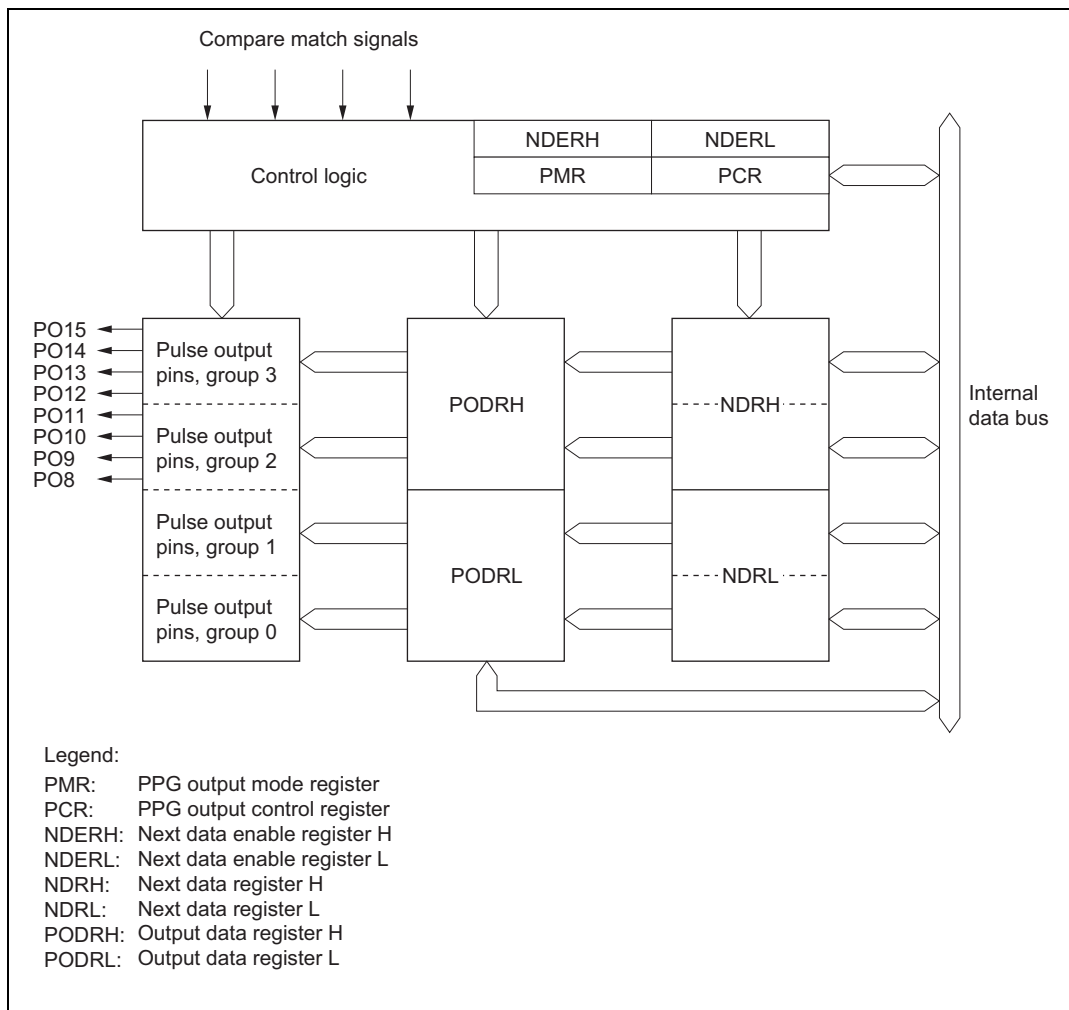 Compare match signals
Control logic
NDERH
NDERL
PMR
PCR
PO15
PO14
PO13
PO12
PO11
PO10
PO9
PO8
Pulse output
pins, group 3
Pulse output
pins, group 2
Pulse output
pins, group 1
Pulse output
pins, group 0
PODRH
PODRL
NDRH
NDRL
Internal
data bus
Legend:
PMR: PPG output mode register
PCR: PPG output control register
NDERH: Next data enable register H
NDERL: Next data enable register L
NDRH: Next data register H
NDRL: Next data register L
PODRH: Output data register H
PODRL: Output data register L